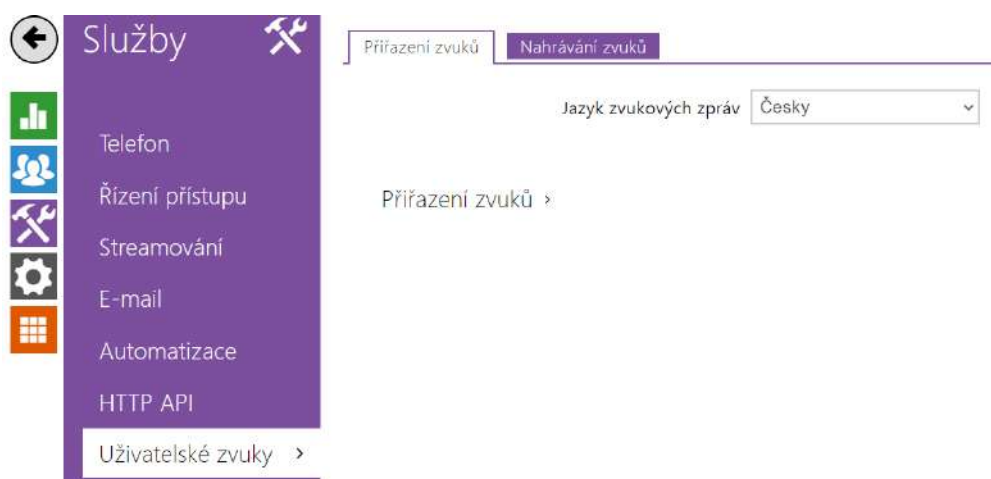 Služby
Telefon
Řízení přístupu
Streamování
E-mail
Automatizace
HTTP API
Uživatelské zvuky
Přiřazení zvuků
Nahrávání zvuků
Jazyk zvukových zpráv
Česky
Přiřazení zvuků